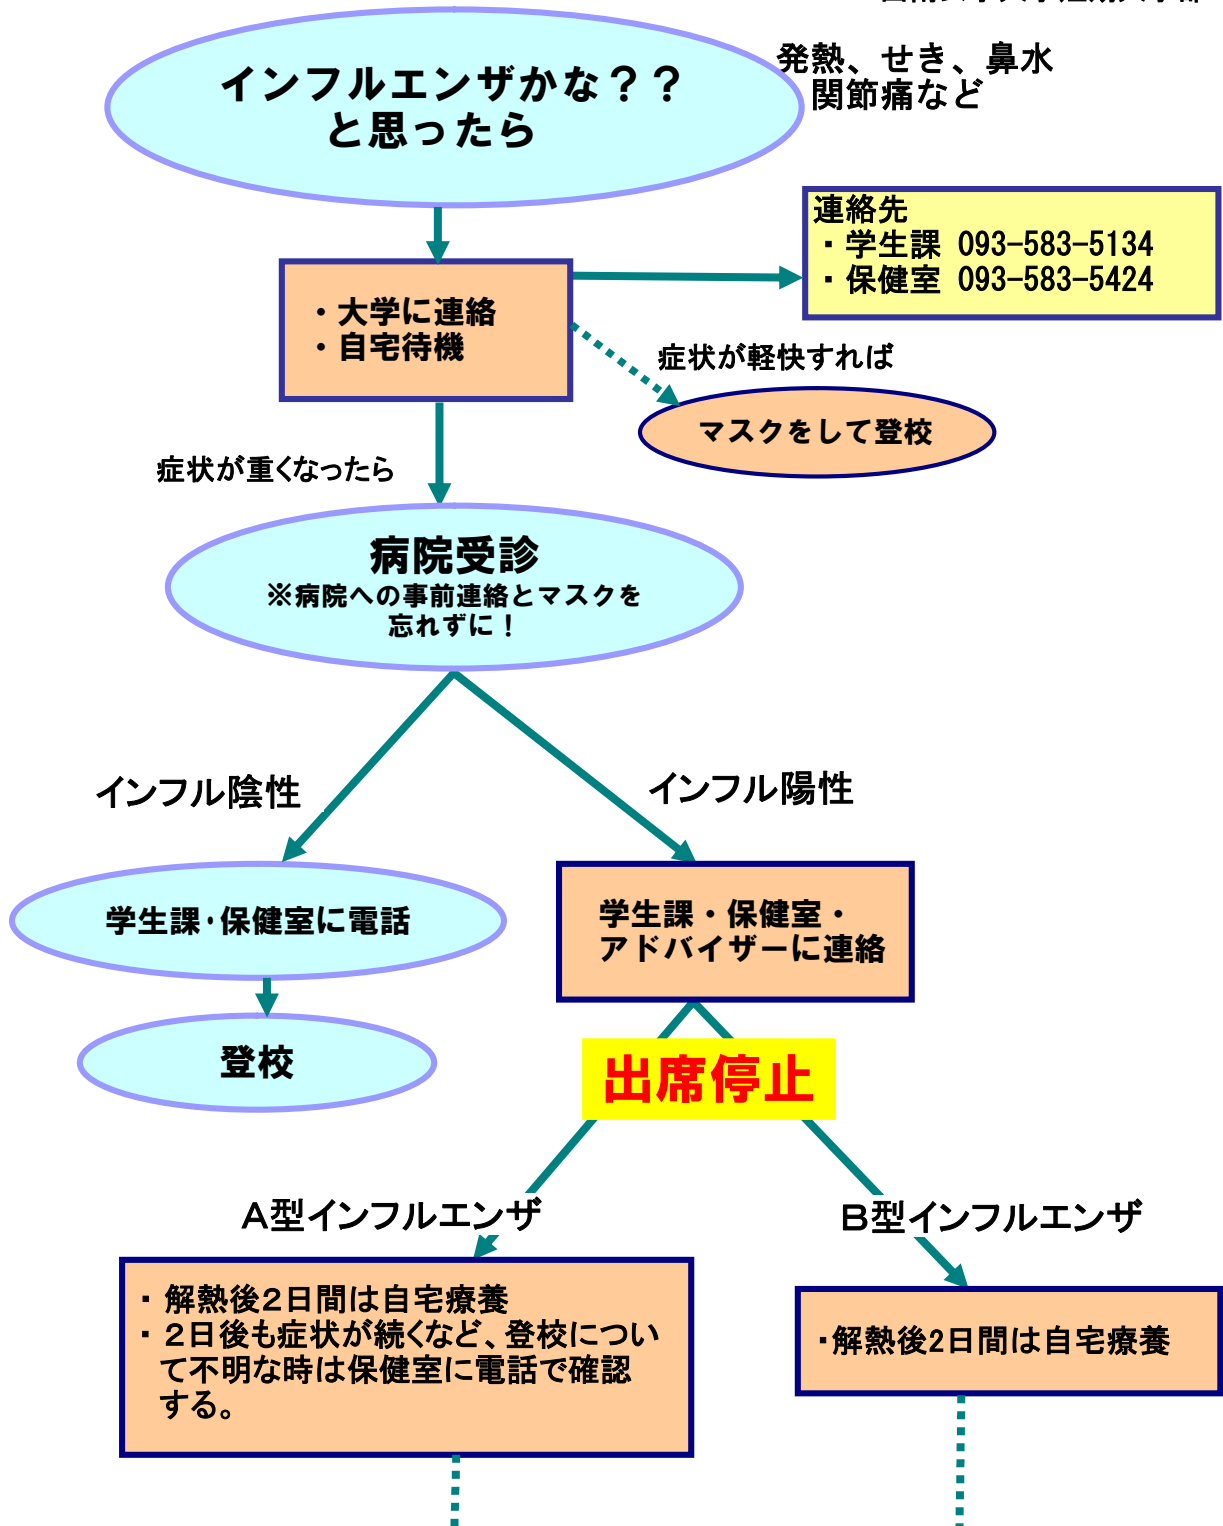 インフルエンザかな？？
と思ったら
発熱、せき、鼻水
関節痛など
連絡先
・学生課 093-583-5134
・保健室 093-583-5424
・大学に連絡
・自宅待機
症状が軽快すれば
マスクをして登校
症状が重くなったら
病院受診
※病院への事前連絡とマスクを
忘れずに！
インフル陰性
インフル陽性
学生課・保健室に電話
学生課・保健室・
アドバイザーに連絡
登校
出席停止
Ａ型インフルエンザ
Ｂ型インフルエンザ
・ 解熱後２日間は自宅療養
・ ２日後も症状が続くなど、登校につい
て不明な時は保健室に電話で確認
する。
・解熱後2日間は自宅療養